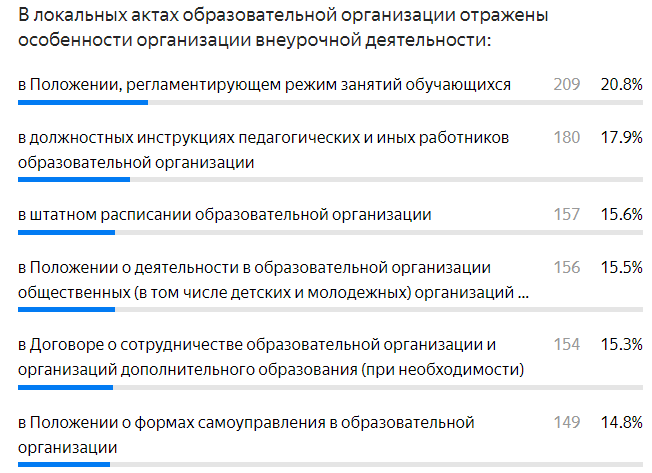 В локальных актах образовательной организации отражены
особенности организации внеурочной деятельности:
в Положении, регламентирующем режим занятий обучающихся 209 20.8%
в должностных инструкциях педагогических и иных работников 180 17.9%
образовательной организации
в штатном расписании образовательной организации 157 15.6%
в Положении о деятельности в образовательной организации 156 15.5%
общественных (в том числе детских и молодежных) организаций ...
в Договоре о сотрудничестве образовательной организации и 154 15.3%
организаций дополнительного образования (при необходимости)
в Положении о формах самоуправления в образовательной 149 14.8%
организации